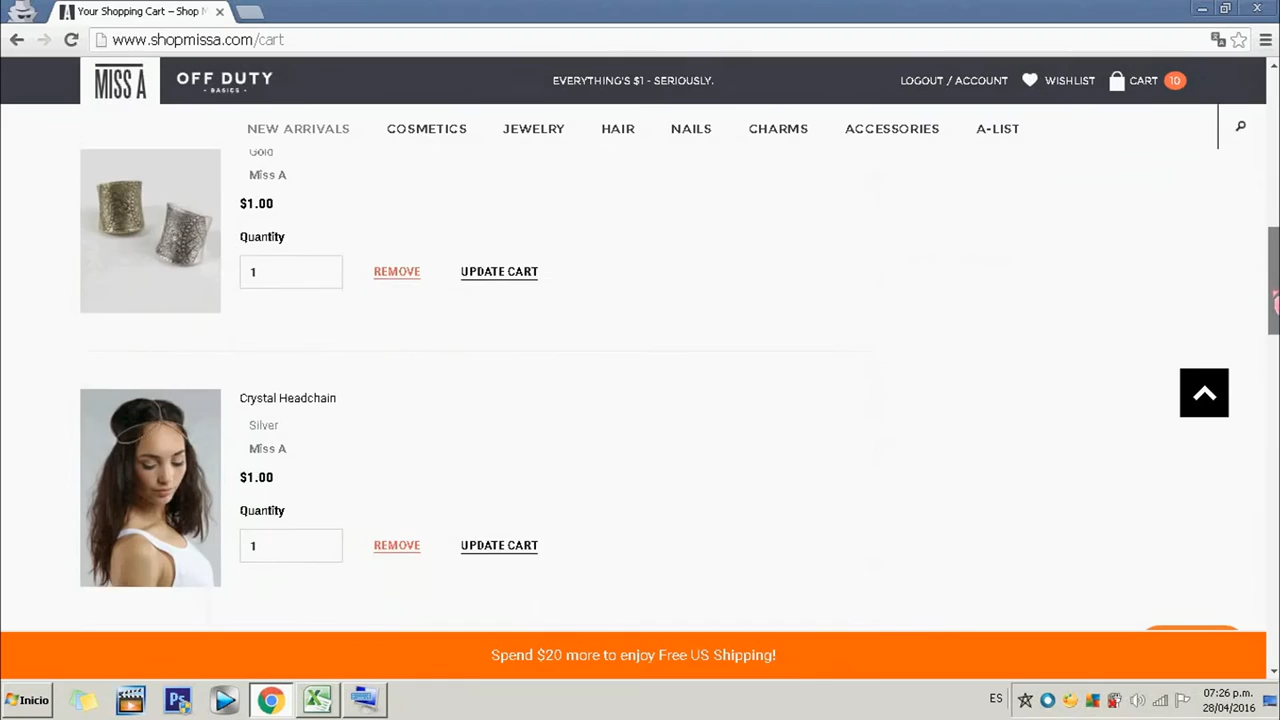 Your Shopping Cart – Shop M
www.shopmissa.com/cart
MISS A
OFF DUTY
- BASICS -
EVERYTHING'S $1 - SERIOUSLY.
LOGOUT / ACCOUNT
WISHLIST
CART 10
NEW ARRIVALS COSMETICS JEWELRY HAIR NAILS CHARMS ACCESSORIES A-LIST
Gold
Miss A
$1.00
Quantity
1 REMOVE UPDATE CART
Crystal Headchain
Silver
Miss A
$1.00
Quantity
1 REMOVE UPDATE CART
Spend $20 more to enjoy Free US Shipping!
Inicio
Ps
ES
07:26 p.m.
28/04/2016